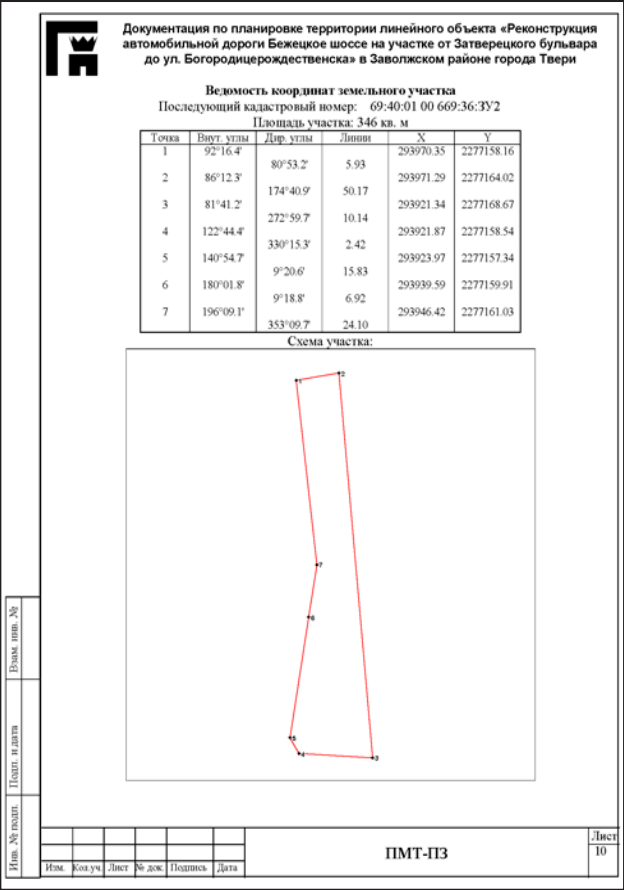 Документация по планировке территории линейного объекта «Реконструкция
автомобильной дороги Бежецкое шоссе на участке от Затверецкого бульвара
до ул. Богородицерождественска» в Заволжском районе города Твери
Ведомость координат земельного участка
Последующий кадастровый номер: 69:40:01 00 669:36:ЗУ2
Площадь участка: 346 кв. м
Точка Внут. углы Дир. углы Линии X Y
1 92°16.4' 293970.35 2277158.16
80°53.2' 5.93
2 86°12.3' 293971.29 2277164.02
174°40.9' 50.17
3 81°41.2' 293921.34 2277168.67
272°59.7' 10.14
4 122°44.4' 293921.87 2277158.54
330°15.3' 2.42
5 140°54.7' 293923.97 2277157.34
9°20.6' 15.83
6 180°01.8' 293939.59 2277159.91
9°18.8' 6.92
7 196°09.1' 293946.42 2277161.03
353°09.7' 24.10
Схема участка:
1
2
7
6
5
4
3
Взам. инв. №
Подп. и дата
Инв. № подл.
Изм. Кол.уч. Лист № док. Подпись Дата
ПМТ-ПЗ
Лист
10